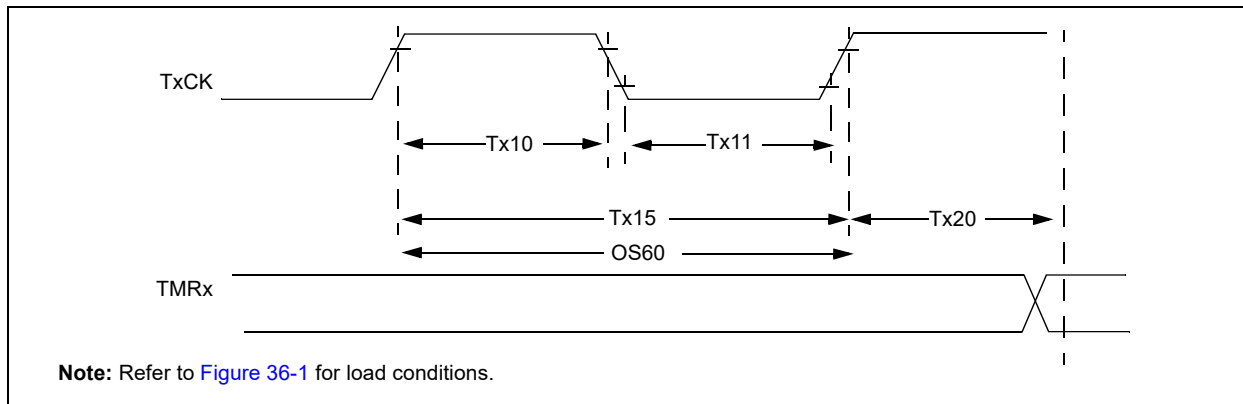 TxCK
Tx10
Tx11
Tx15
Tx20
OS60
TMRx
Note: Refer to Figure 36-1 for load conditions.